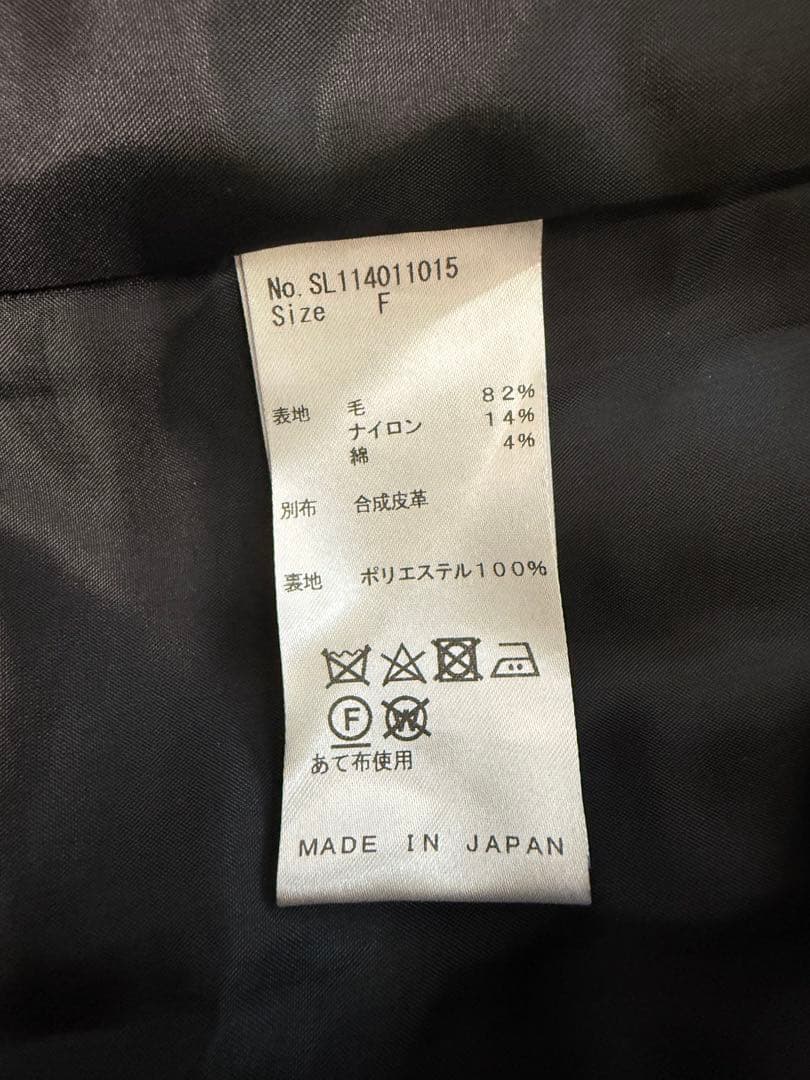 No. SL114011015
Size F
表地 毛 82%
ナイロン 14%
綿 4%
別布 合成皮革
裏地 ポリエステル100%
F W
あて布使用
MADE IN JAPAN